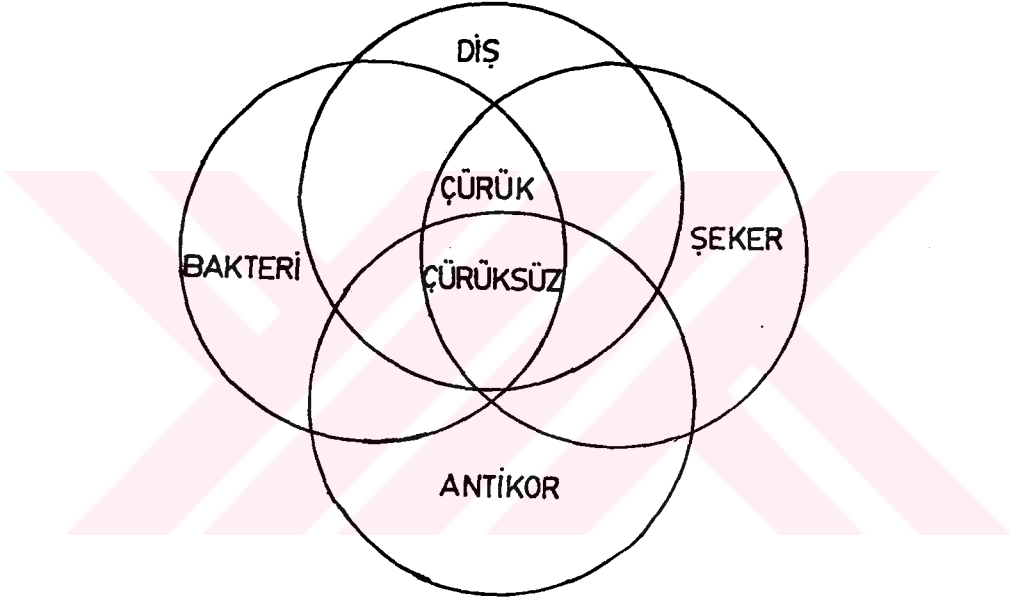 DİŞ
ÇÜRÜK
ŞEKER
BAKTERİ
ÇÜRÜKSÜZ
ANTİKOR